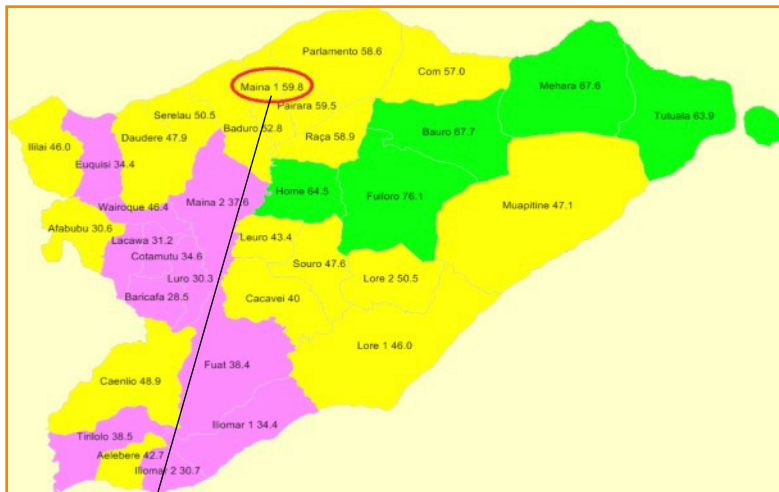 Parlamento 58.6
Com 57.0
Maina 1 59.8
Mehara 67.6
Pairara 59.5
Serelau 50.5
Tutuala 63.9
Baduro 52.8
Raça 58.9
Bauro 67.7
Daudere 47.9
Ililai 46.0
Euquisi 34.4
Home 64.5
Fuiloro 76.1
Maina 2 37.6
Muapitine 47.1
Wairoque 46.4
Afabubu 30.6
Lacawa 31.2
Leuro 43.4
Cotamutu 34.6
Souro 47.6
Luro 30.3
Lore 2 50.5
Baricafa 28.5
Cacavei 40
Lore 1 46.0
Fuat 38.4
Caenlio 48.9
Iliomar 1 34.4
Tirilolo 38.5
Aelebere 42.7
Iliomar 2 30.7